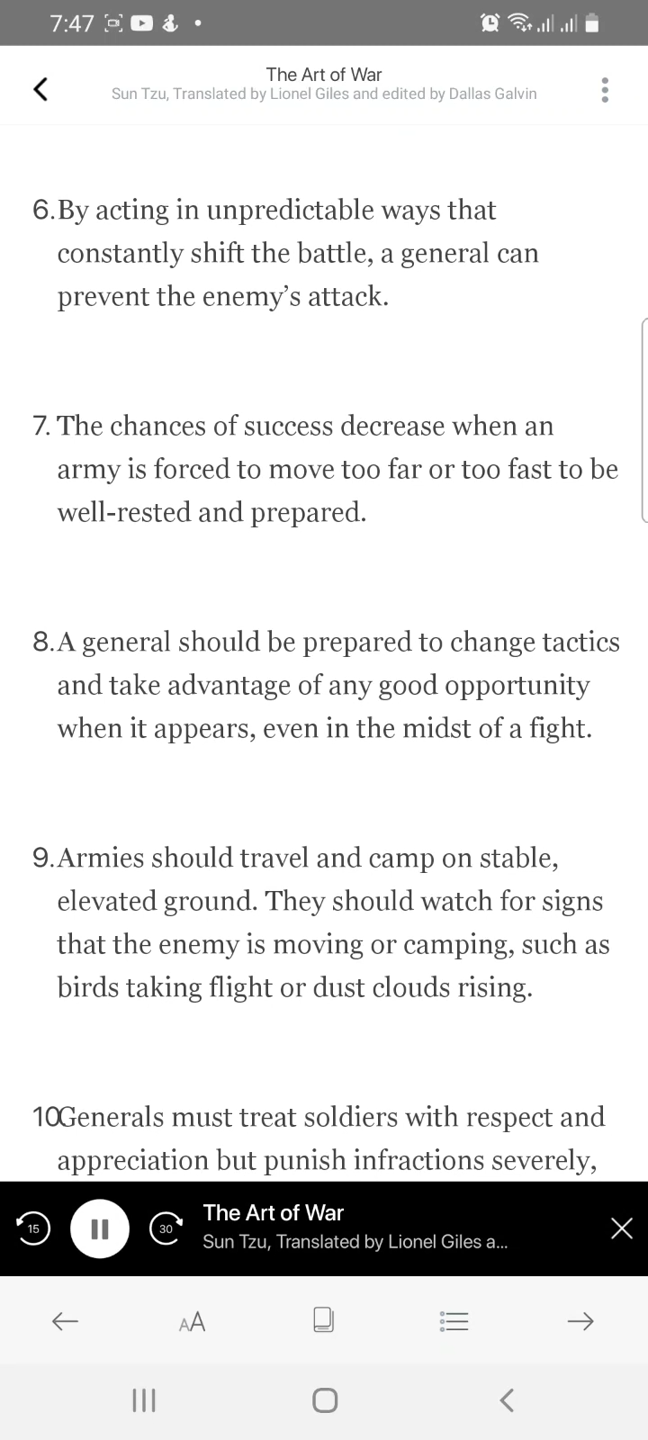 7:47
The Art of War
Sun Tzu, Translated by Lionel Giles and edited by Dallas Galvin
6.By acting in unpredictable ways that
constantly shift the battle, a general can
prevent the enemy’s attack.
7. The chances of success decrease when an
army is forced to move too far or too fast to be
well-rested and prepared.
8.A general should be prepared to change tactics
and take advantage of any good opportunity
when it appears, even in the midst of a fight.
9.Armies should travel and camp on stable,
elevated ground. They should watch for signs
that the enemy is moving or camping, such as
birds taking flight or dust clouds rising.
10Generals must treat soldiers with respect and
appreciation but punish infractions severely,
15
30
The Art of War
Sun Tzu, Translated by Lionel Giles a...
AA